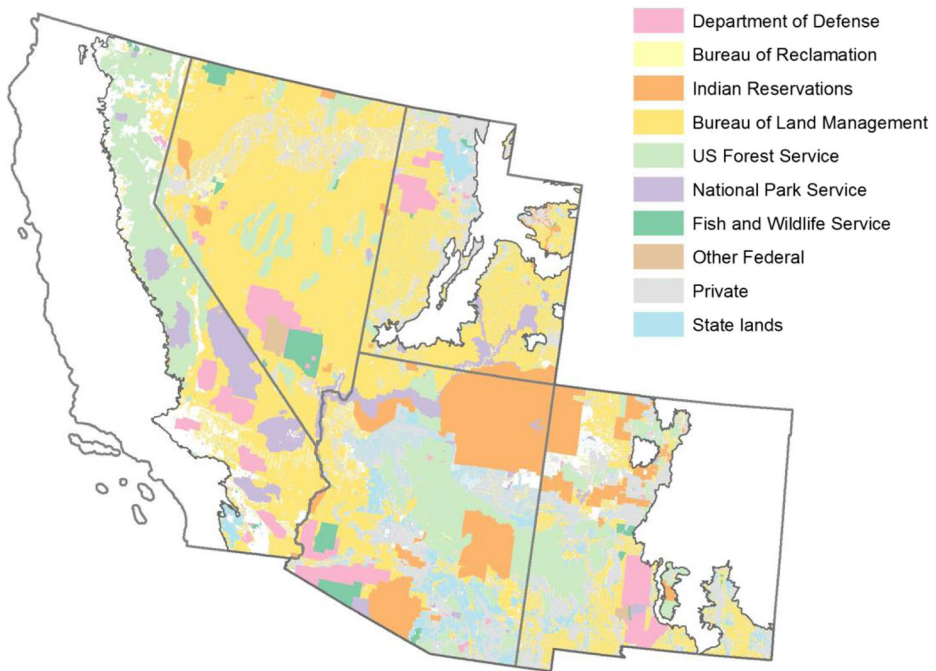 Department of Defense
Bureau of Reclamation
Indian Reservations
Bureau of Land Management
US Forest Service
National Park Service
Fish and Wildlife Service
Other Federal
Private
State lands